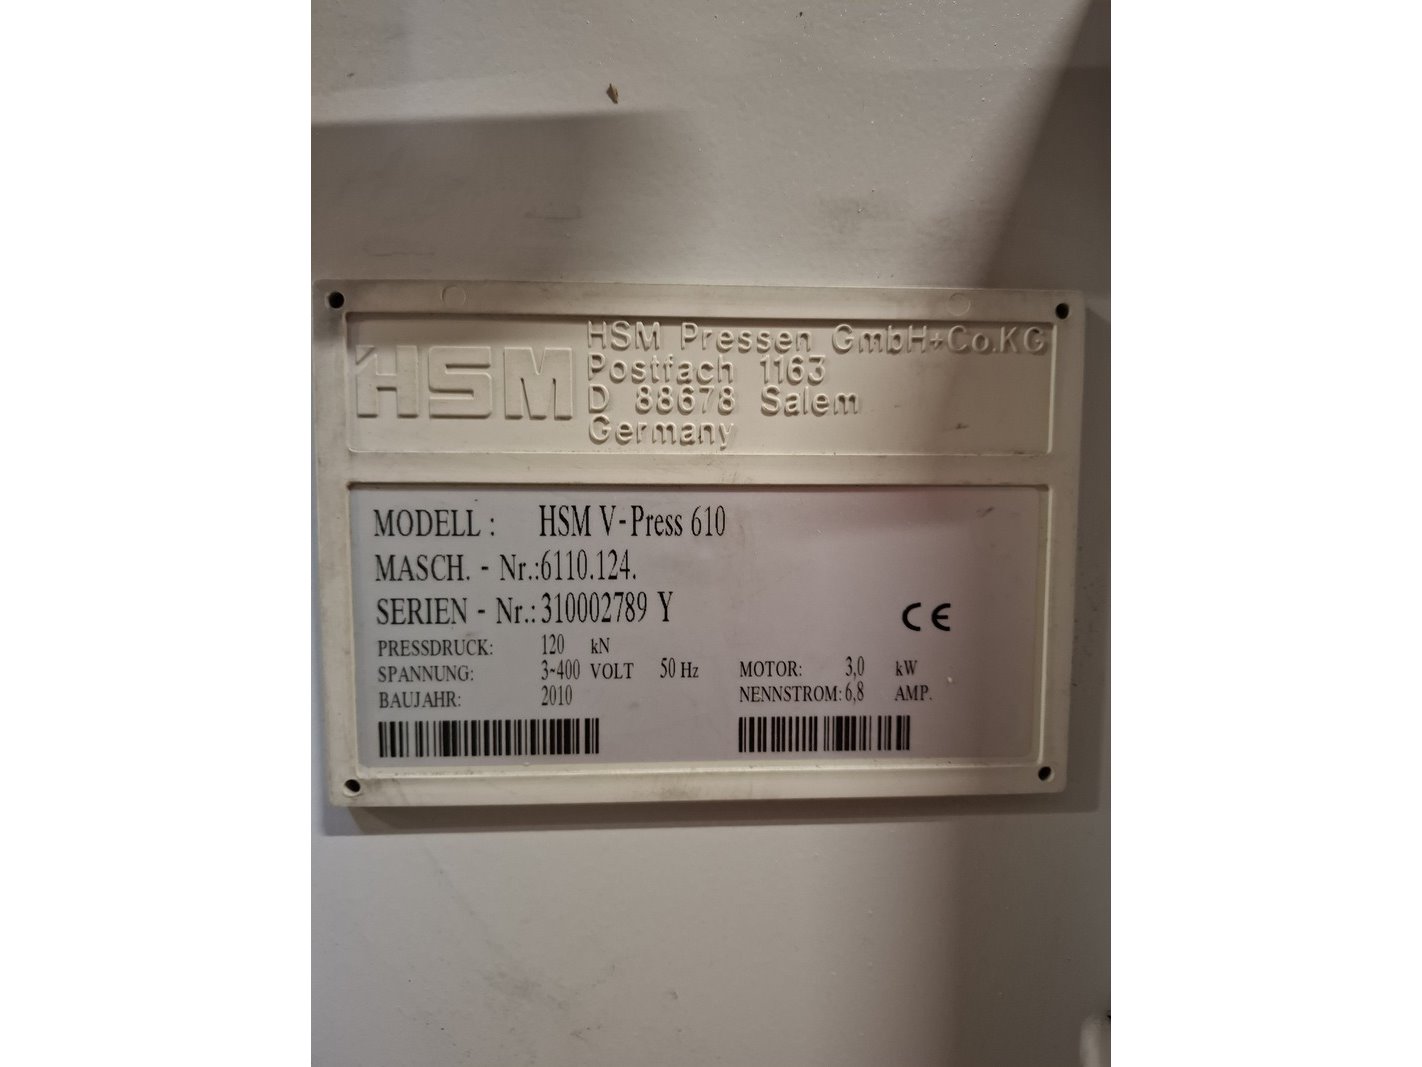 HSM
HSM Pressen GmbH+Co.KG
Postfach 1163
D 88678 Salem
Germany
MODELL : HSM V-Press 610
MASCH. - Nr.:6110.124.
SERIEN - Nr.: 310002789 Y
PRESSDRUCK: 120 kN
SPANNUNG: 3~400 VOLT 50 Hz MOTOR: 3,0 kW
BAUJAHR: 2010 NENNSTROM: 6,8 AMP.
CE